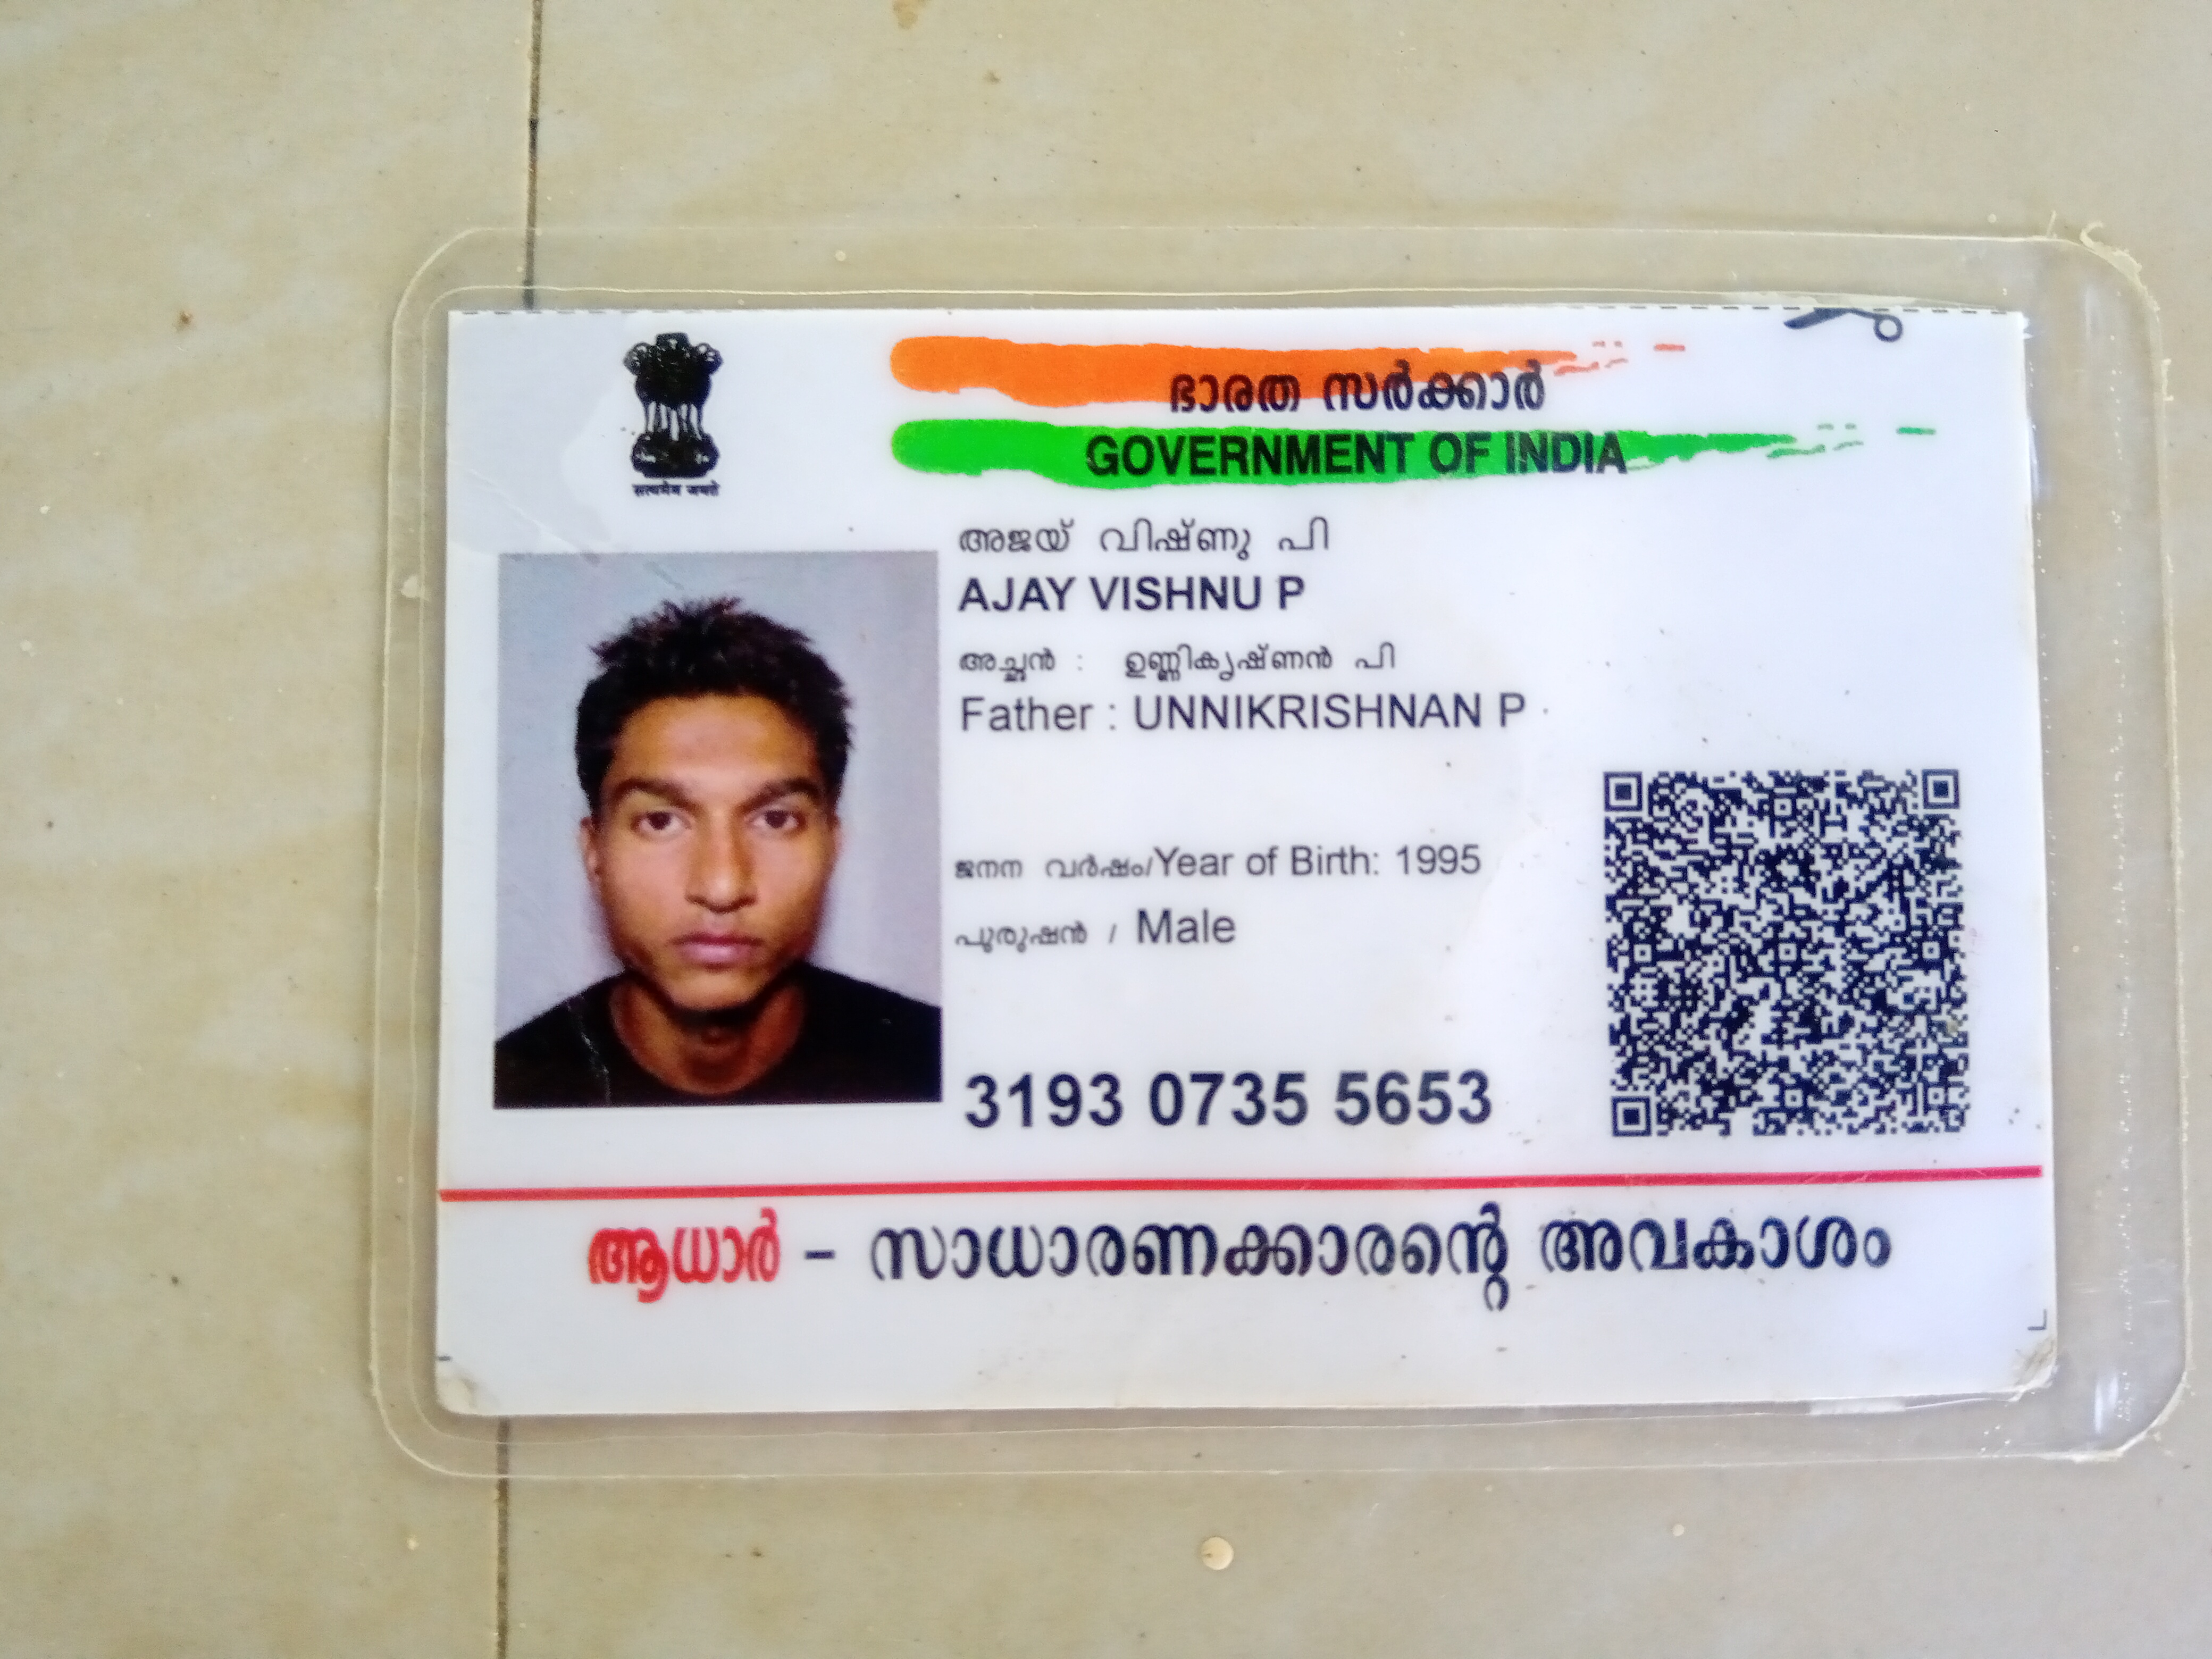 सत्यमेव जयते
ഭാരത സർക്കാർ
GOVERNMENT OF INDIA
അജയ് വിഷ്ണു പി
AJAY VISHNU P
അച്ഛൻ : ഉണ്ണികൃഷ്ണൻ പി
Father : UNNIKRISHNAN P
ജനന വർഷം/Year of Birth: 1995
പുരുഷൻ / Male
3193 0735 5653
ആധാർ – സാധാരണക്കാരന്റെ അവകാശം